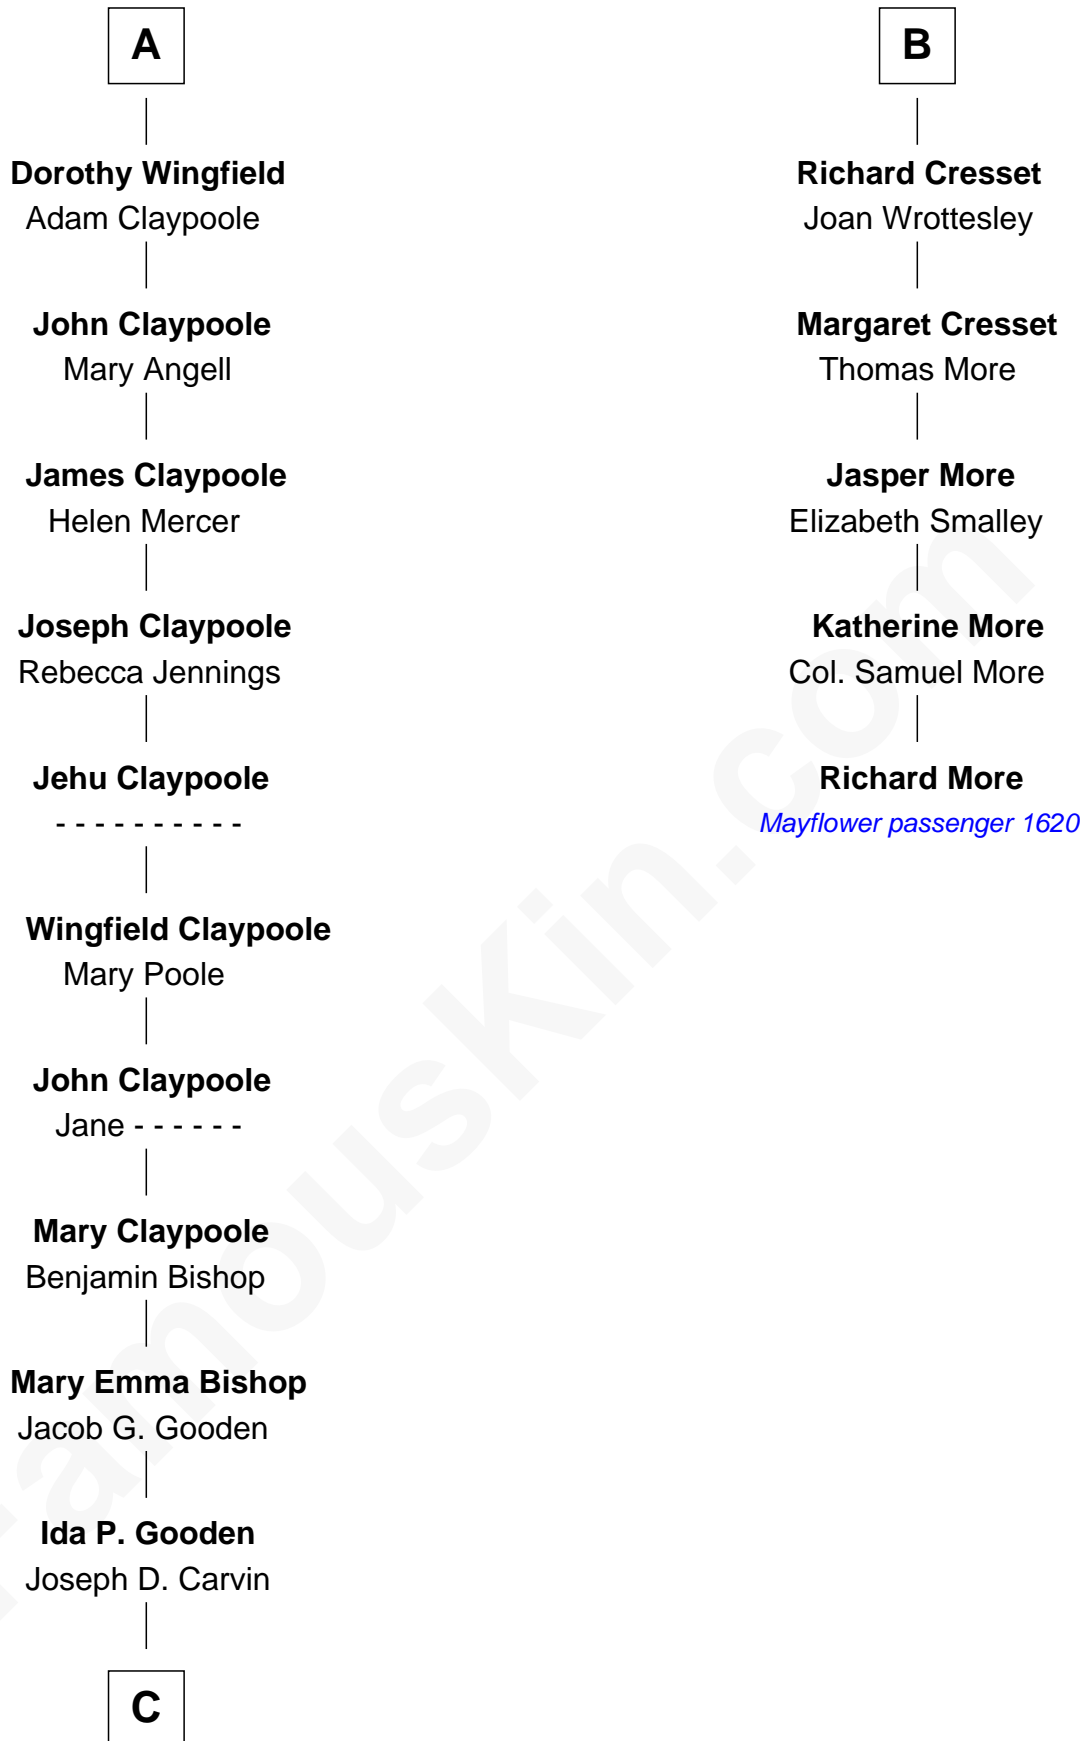 A
Dorothy Wingfield
Adam Claypoole
John Claypoole
Mary Angell
James Claypoole
Helen Mercer
Joseph Claypoole
Rebecca Jennings
Jehu Claypoole
- - - - - - - - - -
Wingfield Claypoole
Mary Poole
John Claypoole
Jane - - - - - -
Mary Claypoole
Benjamin Bishop
Mary Emma Bishop
Jacob G. Gooden
Ida P. Gooden
Joseph D. Carvin
C
B
Richard Cresset
Joan Wrottesley
Margaret Cresset
Thomas More
Jasper More
Elizabeth Smalley
Katherine More
Col. Samuel More
Richard More
Mayflower passenger 1620
FamousKin.com